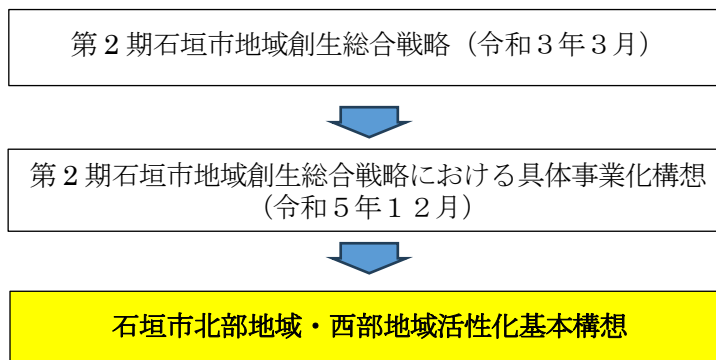 第２期石垣市地域創生総合戦略（令和３年３月）
第２期石垣市地域創生総合戦略における具体事業化構想
（令和５年１２月）
石垣市北部地域・西部地域活性化基本構想